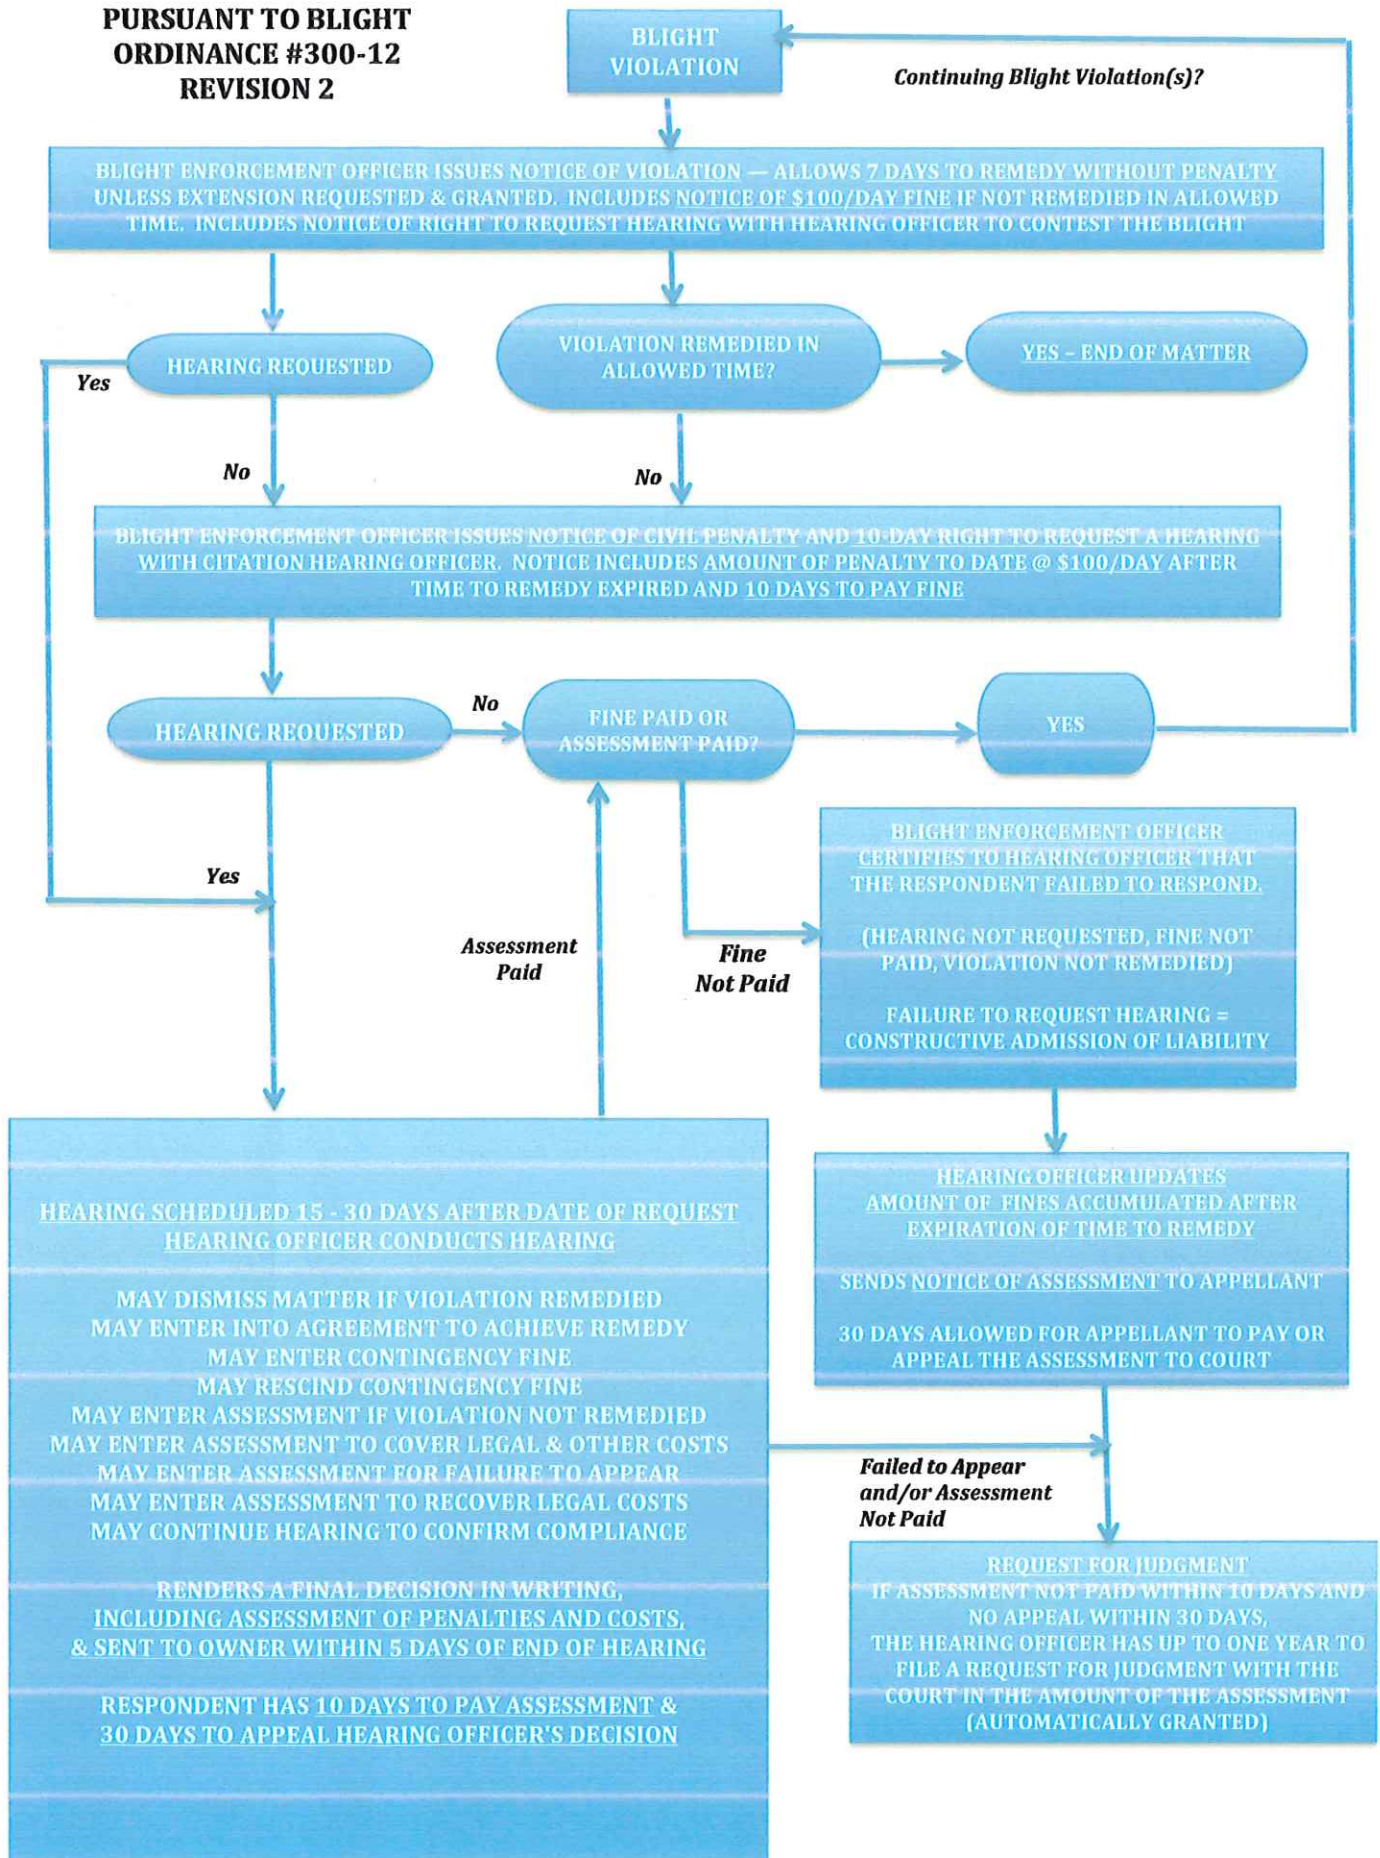 PURSUANT TO BLIGHT
ORDINANCE #300-12
REVISION 2
BLIGHT
VIOLATION
Continuing Blight Violation(s)?
BLIGHT ENFORCEMENT OFFICER ISSUES NOTICE OF VIOLATION — ALLOWS 7 DAYS TO REMEDY WITHOUT PENALTY
UNLESS EXTENSION REQUESTED & GRANTED. INCLUDES NOTICE OF $100/DAY FINE IF NOT REMEDIED IN ALLOWED
TIME. INCLUDES NOTICE OF RIGHT TO REQUEST HEARING WITH HEARING OFFICER TO CONTEST THE BLIGHT
HEARING REQUESTED
VIOLATION REMEDIED IN
ALLOWED TIME?
YES – END OF MATTER
Yes
No
No
BLIGHT ENFORCEMENT OFFICER ISSUES NOTICE OF CIVIL PENALTY AND 10-DAY RIGHT TO REQUEST A HEARING
WITH CITATION HEARING OFFICER. NOTICE INCLUDES AMOUNT OF PENALTY TO DATE @ $100/DAY AFTER
TIME TO REMEDY EXPIRED AND 10 DAYS TO PAY FINE
HEARING REQUESTED
No
FINE PAID OR
ASSESSMENT PAID?
YES
Yes
Assessment
Paid
Fine
Not Paid
BLIGHT ENFORCEMENT OFFICER
CERTIFIES TO HEARING OFFICER THAT
THE RESPONDENT FAILED TO RESPOND.
(HEARING NOT REQUESTED, FINE NOT
PAID, VIOLATION NOT REMEDIED)
FAILURE TO REQUEST HEARING =
CONSTRUCTIVE ADMISSION OF LIABILITY
HEARING OFFICER UPDATES
AMOUNT OF FINES ACCUMULATED AFTER
EXPIRATION OF TIME TO REMEDY
SENDS NOTICE OF ASSESSMENT TO APPELLANT
30 DAYS ALLOWED FOR APPELLANT TO PAY OR
APPEAL THE ASSESSMENT TO COURT
HEARING SCHEDULED 15 - 30 DAYS AFTER DATE OF REQUEST
HEARING OFFICER CONDUCTS HEARING
MAY DISMISS MATTER IF VIOLATION REMEDIED
MAY ENTER INTO AGREEMENT TO ACHIEVE REMEDY
MAY ENTER CONTINGENCY FINE
MAY RESCIND CONTINGENCY FINE
MAY ENTER ASSESSMENT IF VIOLATION NOT REMEDIED
MAY ENTER ASSESSMENT TO COVER LEGAL & OTHER COSTS
MAY ENTER ASSESSMENT FOR FAILURE TO APPEAR
MAY ENTER ASSESSMENT TO RECOVER LEGAL COSTS
MAY CONTINUE HEARING TO CONFIRM COMPLIANCE
RENDERS A FINAL DECISION IN WRITING,
INCLUDING ASSESSMENT OF PENALTIES AND COSTS,
& SENT TO OWNER WITHIN 5 DAYS OF END OF HEARING
RESPONDENT HAS 10 DAYS TO PAY ASSESSMENT &
30 DAYS TO APPEAL HEARING OFFICER'S DECISION
Failed to Appear
and/or Assessment
Not Paid
REQUEST FOR JUDGMENT
IF ASSESSMENT NOT PAID WITHIN 10 DAYS AND
NO APPEAL WITHIN 30 DAYS,
THE HEARING OFFICER HAS UP TO ONE YEAR TO
FILE A REQUEST FOR JUDGMENT WITH THE
COURT IN THE AMOUNT OF THE ASSESSMENT
(AUTOMATICALLY GRANTED)